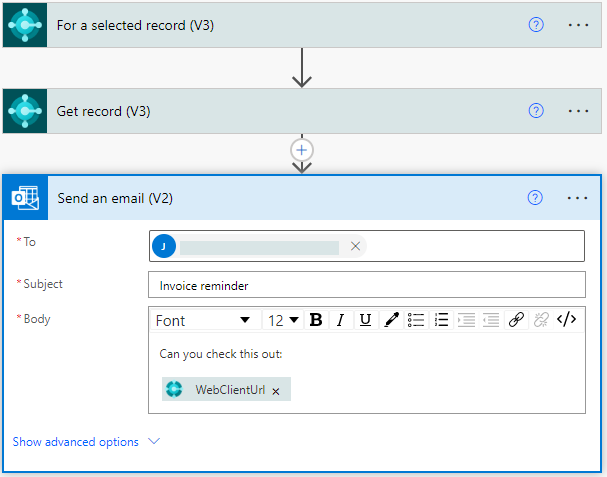 For a selected record (V3)
Get record (V3)
Send an email (V2)
* To
J
* Subject
Invoice reminder
* Body
Font 12 B I U </>
Can you check this out:
WebClientUrl x
Show advanced options